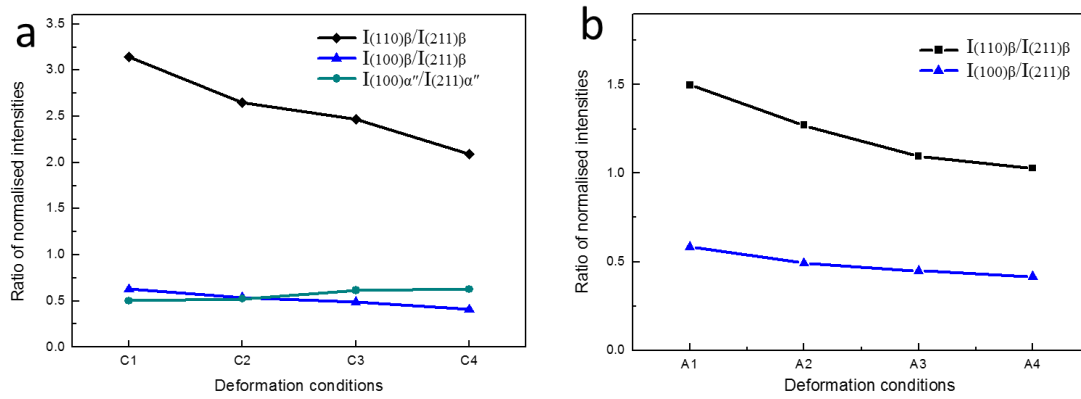 a
I(110)β/I(211)β
I(100)β/I(211)β
I(100)α″/I(211)α″
Ratio of normalised intensities
3.5
3.0
2.5
2.0
1.5
1.0
0.5
0.0
C1 C2 C3 C4
Deformation conditions
b
I(110)β/I(211)β
I(100)β/I(211)β
Ratio of normalised intensities
1.5
1.0
0.5
0.0
A1 A2 A3 A4
Deformation conditions